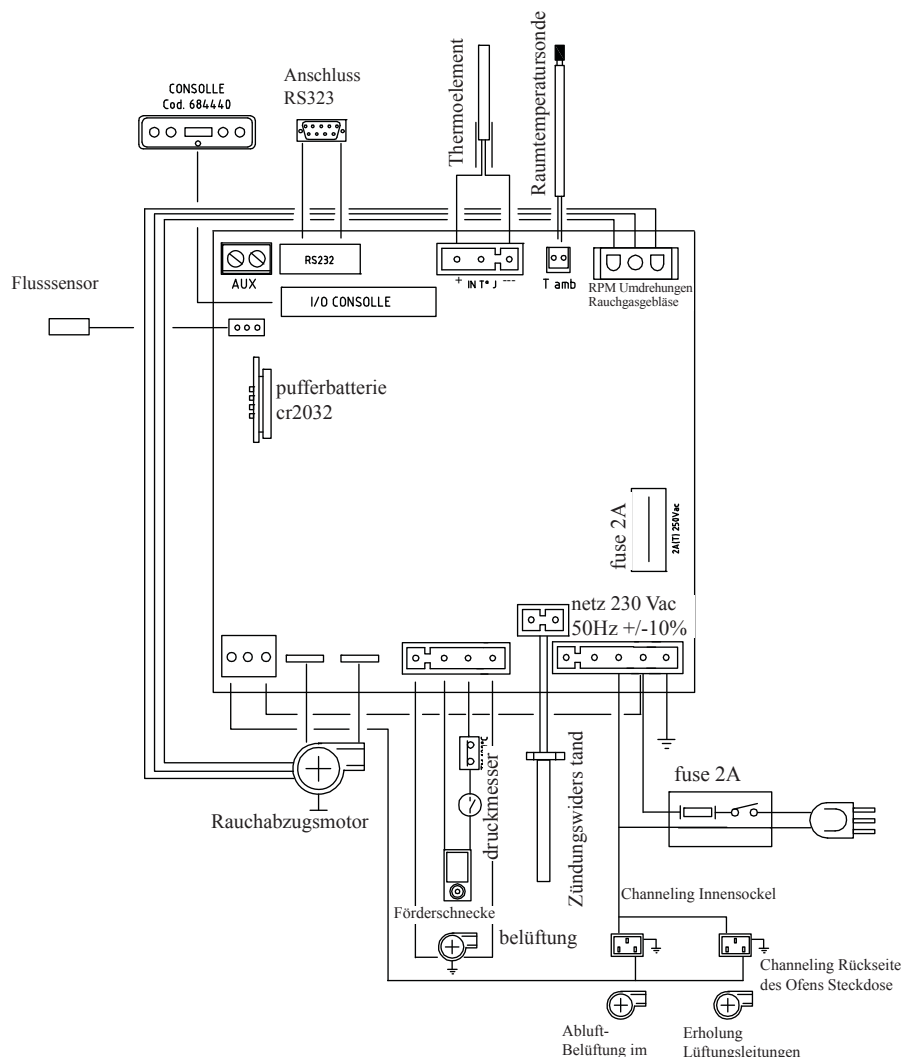 CONSOLLE
Cod. 684440
Anschluss
RS323
Thermoelement
Raumtemperatursonde
RS232
AUX
+ IN T° J ---
T amb
RPM Umdrehungen
Rauchgasgebläse
Flusssensor
I/O CONSOLLE
pufferbatterie
cr2032
fuse 2A
2A(T) 250Vac
netz 230 Vac
50Hz +/-10%
Rauchabzugsmotor
druckmesser
Zündungswiders tand
fuse 2A
Förderschnecke
belüftung
Channeling Innensockel
Channeling Rückseite
des Ofens Steckdose
Abluft-
Belüftung im
Erholung
Lüftungsleitungen